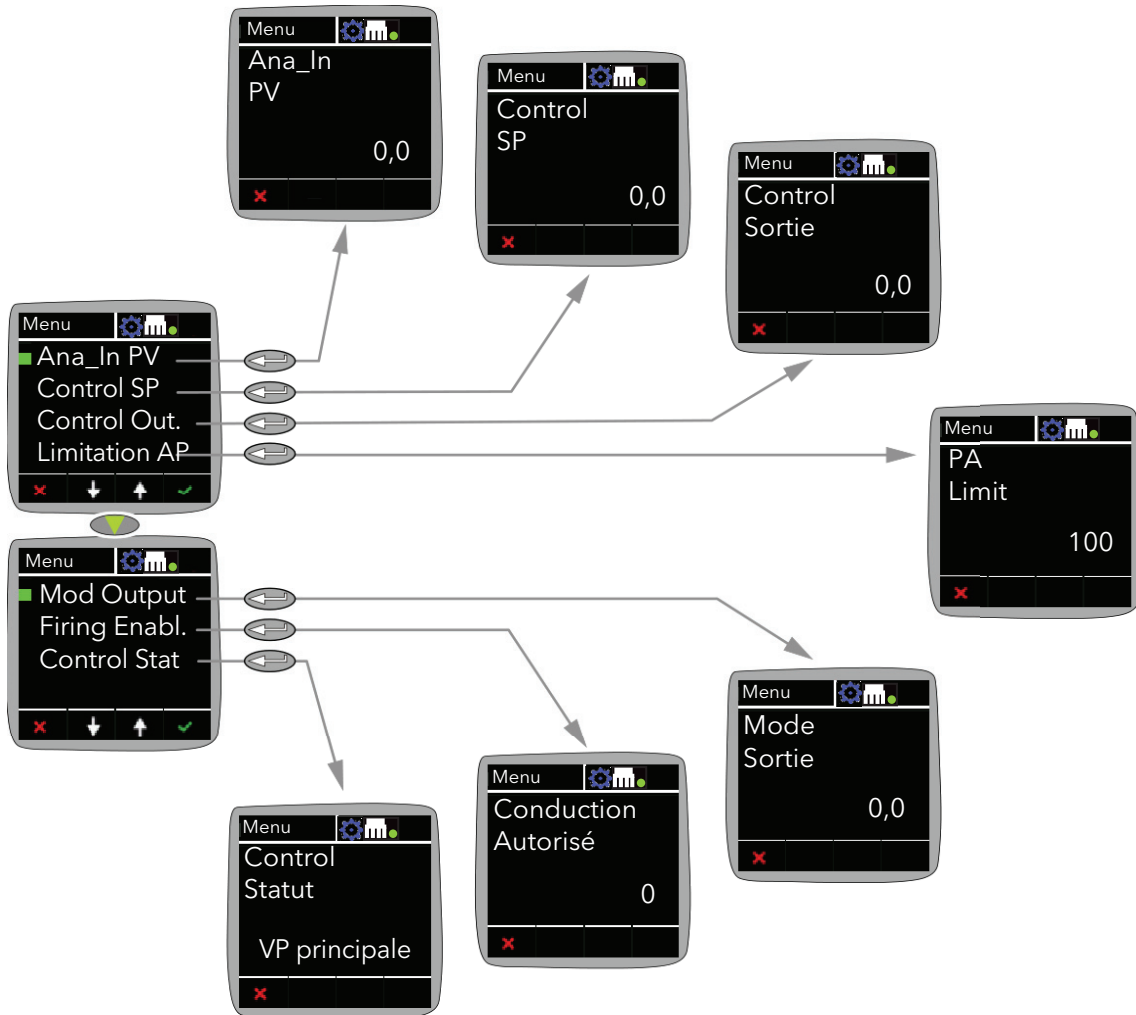 Menu
Ana_In
PV
0,0
Menu
Control
SP
0,0
Menu
Control
Sortie
0,0
Menu
Ana_In PV
Control SP
Control Out.
Limitation AP
Menu
PA
Limit
100
Menu
Mod Output
Firing Enabl.
Control Stat
Menu
Mode
Sortie
0,0
Menu
Conduction
Autorisé
0
Menu
Control
Statut
VP principale